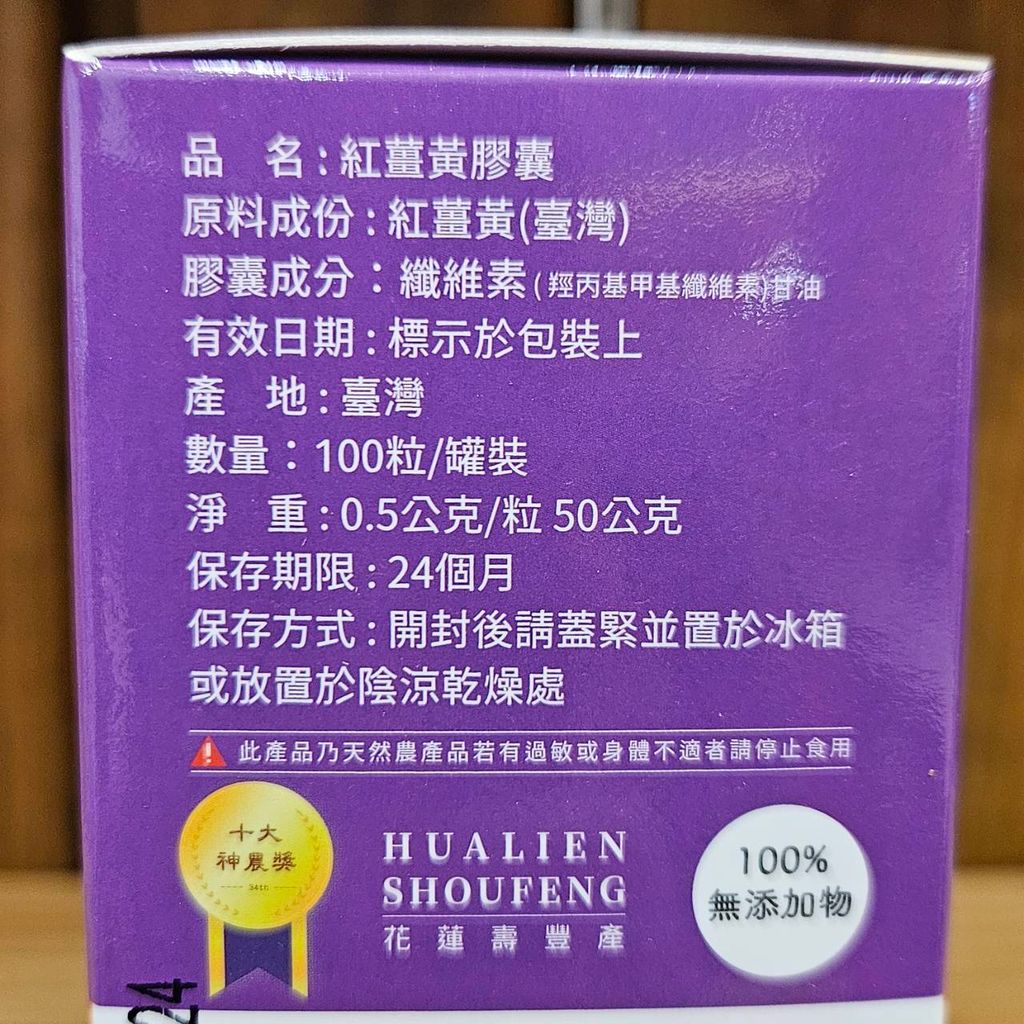 品　名：紅薑黃膠囊
原料成份：紅薑黃(臺灣)
膠囊成分：纖維素(羥丙基甲基纖維素)甘油
有效日期：標示於包裝上
產　地：臺灣
數量：100粒/罐裝
淨　重：0.5公克/粒 50公克
保存期限：24個月
保存方式：開封後請蓋緊並置於冰箱
或放置於陰涼乾燥處
此產品乃天然農產品若有過敏或身體不適者請停止食用
十大
神農獎
34th
HUALIEN
SHOUFENG
花蓮壽豐產
100%
無添加物
24